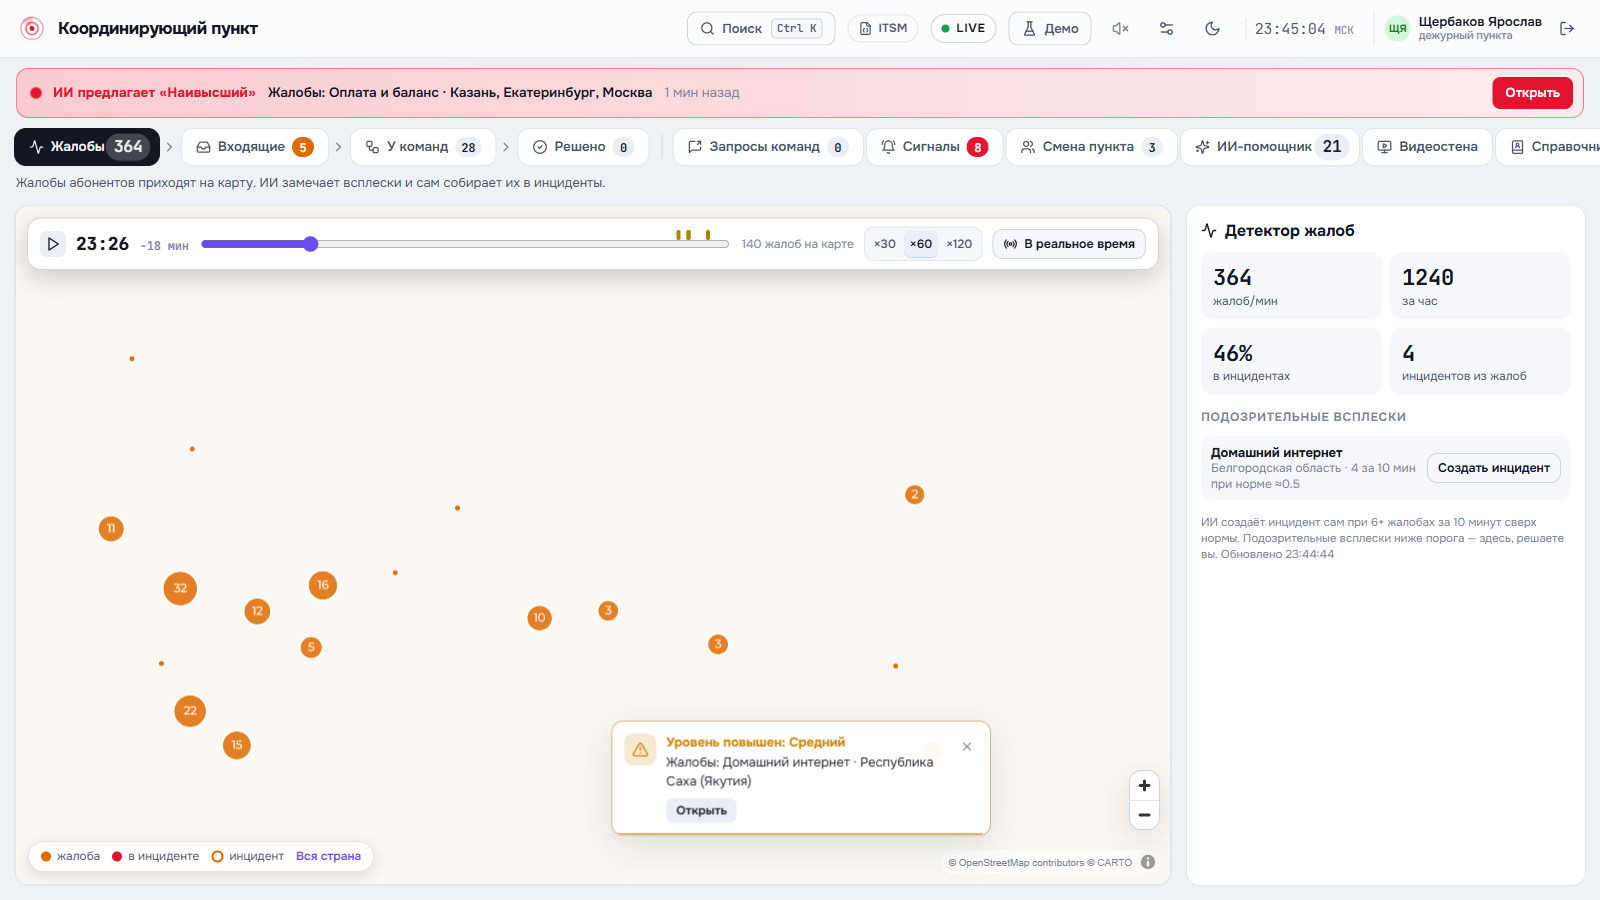 Координирующий пункт
Поиск Ctrl K
ITSM
LIVE
Демо
23:45:04 МСК
ЩЯ
Щербаков Ярослав
дежурный пункта
ИИ предлагает «Наивысший» Жалобы: Оплата и баланс · Казань, Екатеринбург, Москва 1 мин назад
Открыть
Жалобы 364
Входящие 5
У команд 28
Решено 0
Запросы команд 0
Сигналы 8
Смена пункта 3
ИИ-помощник 21
Видеостена
Справочни
Жалобы абонентов приходят на карту. ИИ замечает всплески и сам собирает их в инциденты.
23:26 -18 мин
140 жалоб на карте
×30 ×60 ×120
В реальное время
2
11
32
16
12
10
3
5
3
22
15
Уровень повышен: Средний
Жалобы: Домашний интернет · Республика
Саха (Якутия)
Открыть
+
−
жалоба в инциденте инцидент Вся страна
© OpenStreetMap contributors © CARTO
Детектор жалоб
364
жалоб/мин
1240
за час
46%
в инцидентах
4
инцидентов из жалоб
ПОДОЗРИТЕЛЬНЫЕ ВСПЛЕСКИ
Домашний интернет
Белгородская область · 4 за 10 мин
при норме ≈0.5
Создать инцидент
ИИ создаёт инцидент сам при 6+ жалобах за 10 минут сверх
нормы. Подозрительные всплески ниже порога — здесь, решаете
вы. Обновлено 23:44:44